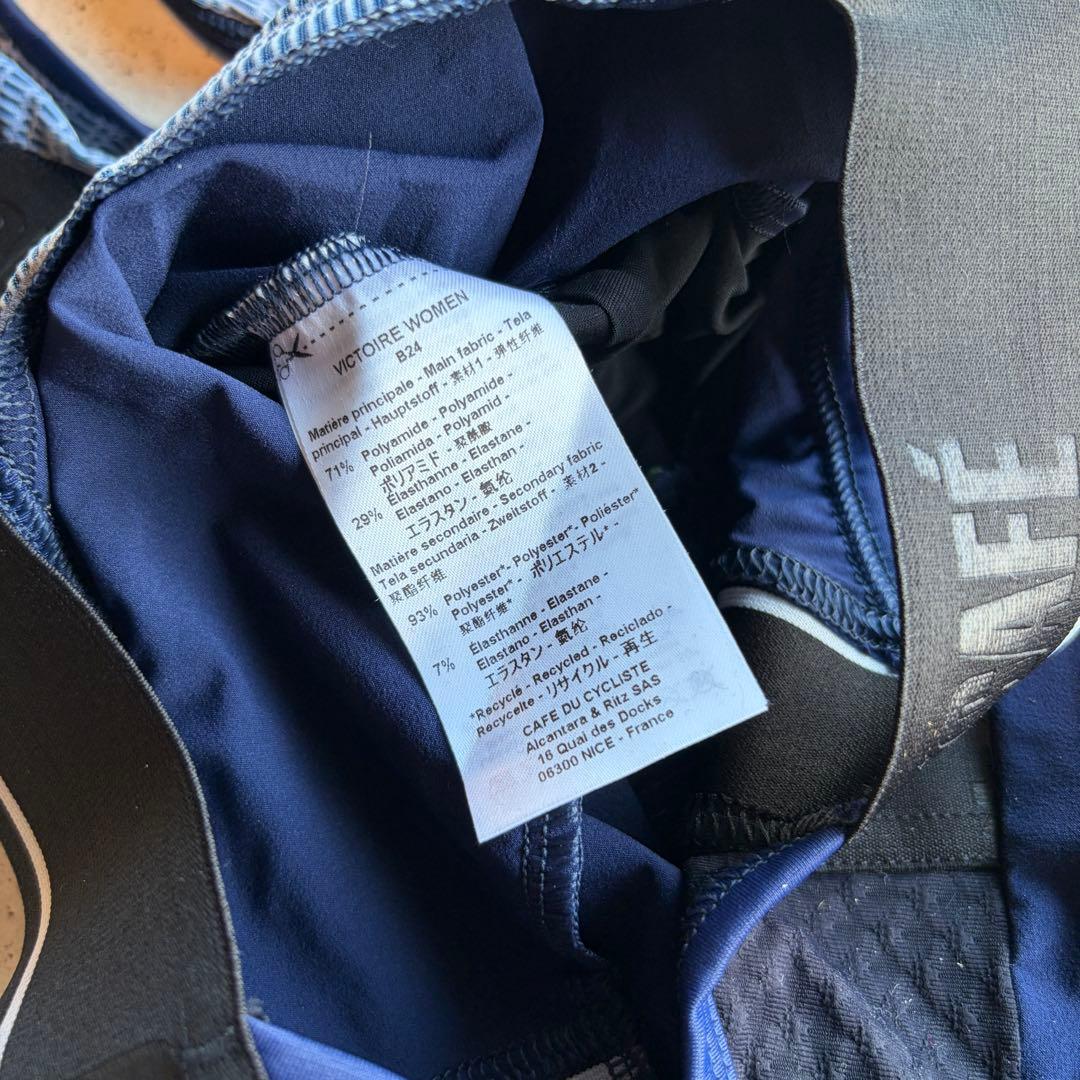 VICTOIRE WOMEN
B24
Matière principale - Main fabric - Tela
principal - Hauptstoff - 素材1 - 弹性纤维
71% Polyamide - Polyamide -
Poliamida - Polyamid -
ポリアミド - 聚酰胺
29% Élasthanne - Elastane -
Elastano - Elasthan -
エラスタン - 氨纶
Matière secondaire - Secondary fabric
Tela secundaria - Zweitstoff - 素材2 -
聚酯纤维
93% Polyester* - Polyester* - Poliéster*
Polyester* - ポリエステル* -
聚酯纤维*
7% Élasthanne - Elastane -
Elastano - Elasthan -
エラスタン - 氨纶
*Recyclé - Recycled - Reciclado -
Recycelte - リサイクル - 再生
CAFE DU CYCLISTE
Alcantara & Ritz SAS
16 Quai des Docks
06300 NICE - France
AFÉ